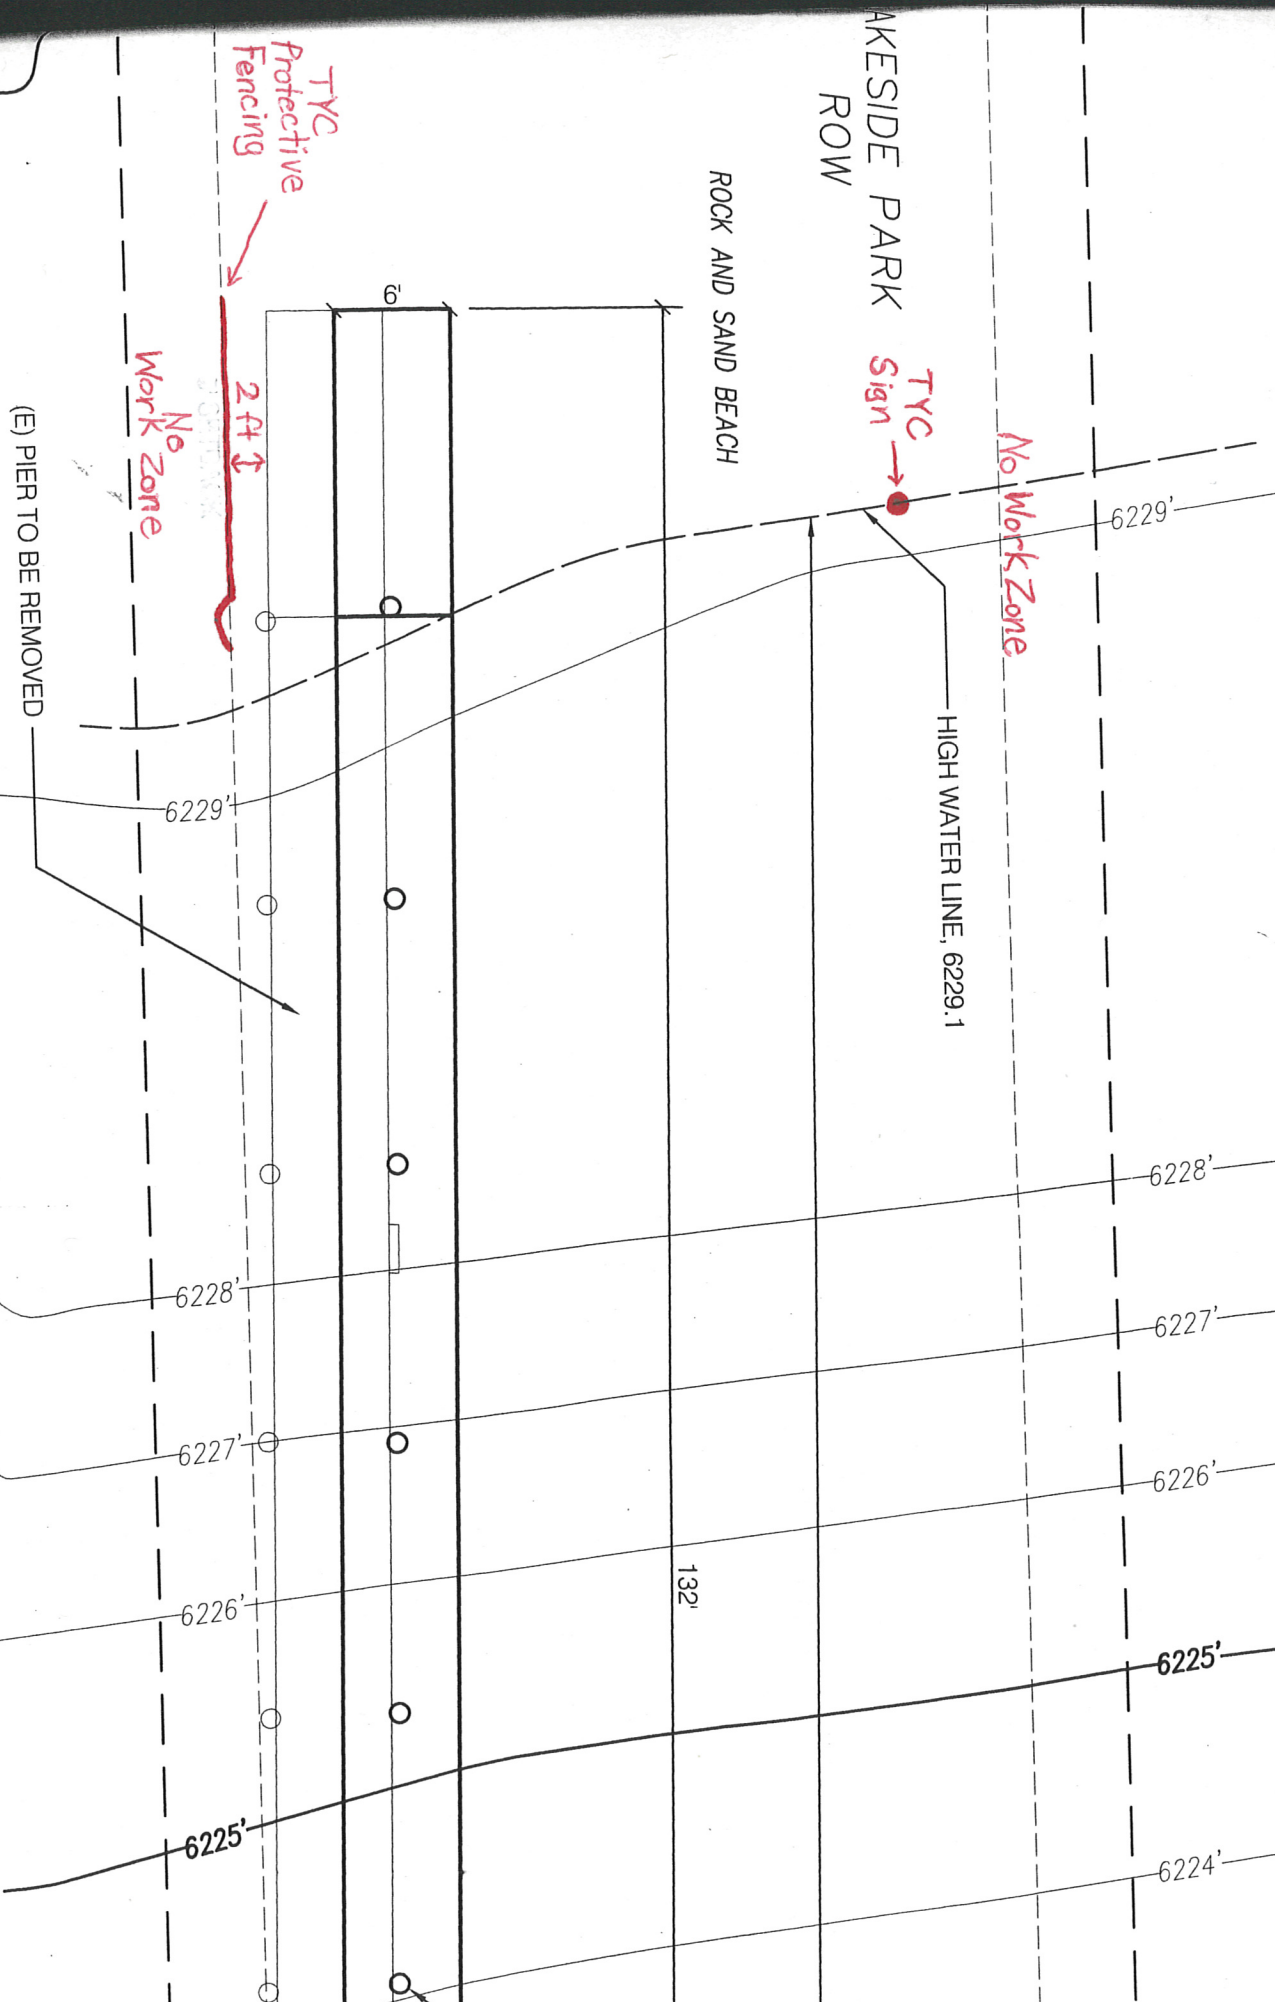 AKESIDE PARK
ROW
ROCK AND SAND BEACH
TYC
Protective
Fencing
TYC
Sign
No Work Zone
No
Work Zone
2 ft
6'
(E) PIER TO BE REMOVED
HIGH WATER LINE, 6229.1
6229'
6229'
6228'
6228'
6227'
6227'
6226'
6226'
132'
6225'
6225'
6224'